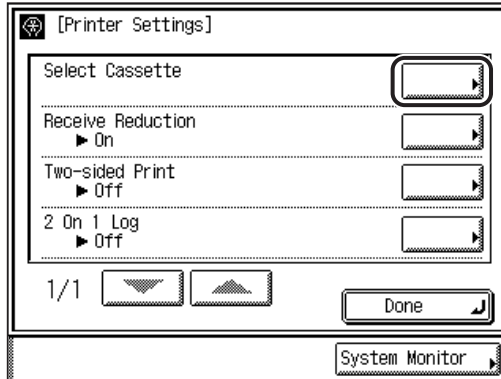 [Printer Settings]
Select Cassette
Receive Reduction
▶ On
Two-sided Print
▶ Off
2 On 1 Log
▶ Off
1/1
Done
System Monitor